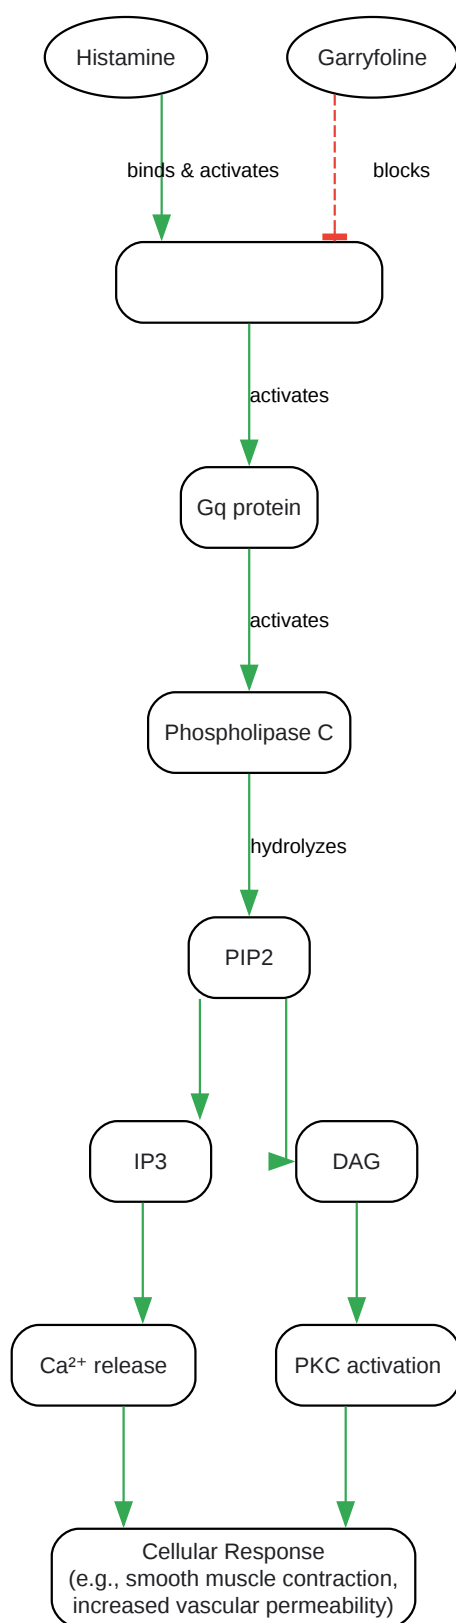 Histamine
Garryfoline
binds & activates
blocks
activates
Gq protein
activates
Phospholipase C
hydrolyzes
PIP2
IP3
DAG
Ca²⁺ release
PKC activation
Cellular Response
(e.g., smooth muscle contraction,
increased vascular permeability)